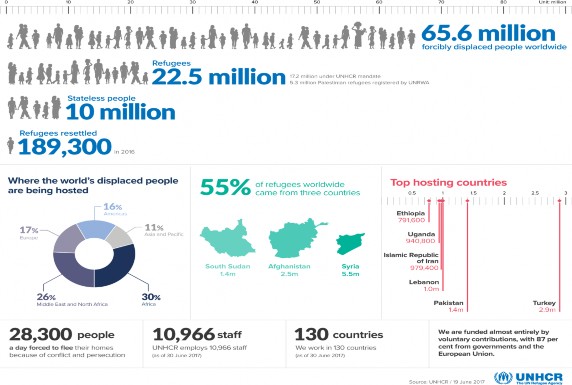 0 10 20 30 40 50 60 70 80 Unit: million
65.6 million
forcibly displaced people worldwide
Refugees
22.5 million
17.2 million under UNHCR mandate
5.3 million Palestinian refugees registered by UNRWA
Stateless people
10 million
Refugees resettled
189,300 in 2016
Where the world's displaced people
are being hosted
16%
Americas
17%
Europe
11%
Asia and Pacific
26%
Middle East and North Africa
30%
Africa
55% of refugees worldwide
came from three countries
South Sudan
1.4m
Afghanistan
2.5m
Syria
5.5m
Top hosting countries
0.5 1 1.5 2 2.5 3
Ethiopia
791,600
Uganda
940,800
Islamic Republic
of Iran
979,400
Lebanon
1.0m
Pakistan
1.4m
Turkey
2.9m
28,300 people
a day forced to flee their homes
because of conflict and persecution
10,966 staff
UNHCR employs 10,966 staff
(as of 30 June 2017)
130 countries
We work in 130 countries
(as of 30 June 2017)
We are funded almost entirely by
voluntary contributions, with 87 per
cent from governments and the
European Union.
Source: UNHCR / 19 June 2017
UNHCR
The UN Refugee Agency